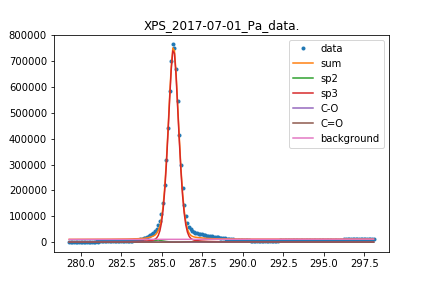 XPS_2017-07-01_Pa_data.
800000
700000
600000
500000
400000
300000
200000
100000
0
data
sum
sp2
sp3
C-O
C=O
background
280.0 282.5 285.0 287.5 290.0 292.5 295.0 297.5